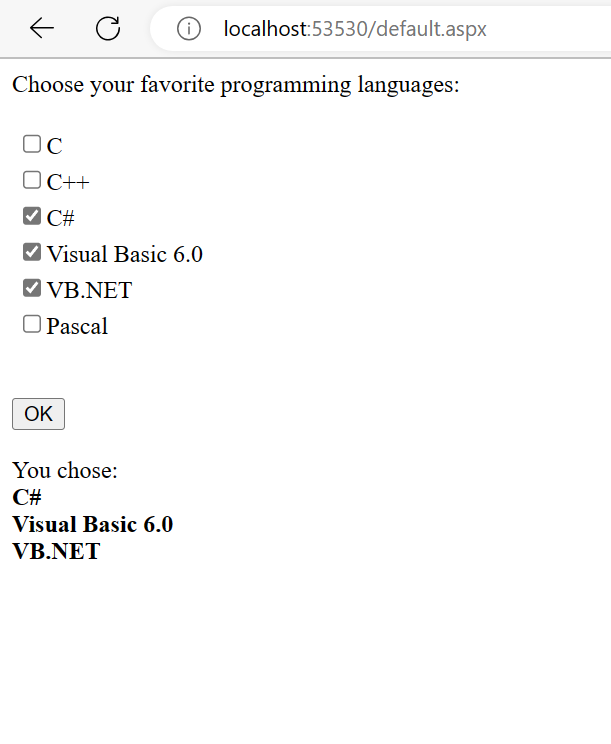 localhost:53530/default.aspx
Choose your favorite programming languages:
C
C++
C#
Visual Basic 6.0
VB.NET
Pascal
OK
You chose:
C#
Visual Basic 6.0
VB.NET